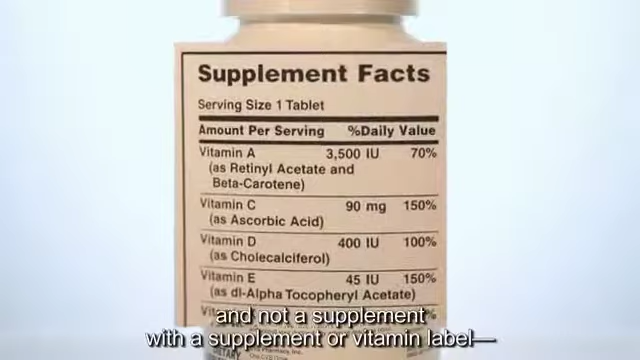 Supplement Facts
Serving Size 1 Tablet
Amount Per Serving %Daily Value
Vitamin A 3,500 IU 70%
(as Retinyl Acetate and
Beta-Carotene)
Vitamin C 90 mg 150%
(as Ascorbic Acid)
Vitamin D 400 IU 100%
(as Cholecalciferol)
Vitamin E 45 IU 150%
(as dl-Alpha Tocopheryl Acetate)
and not a supplement
with a supplement or vitamin label—